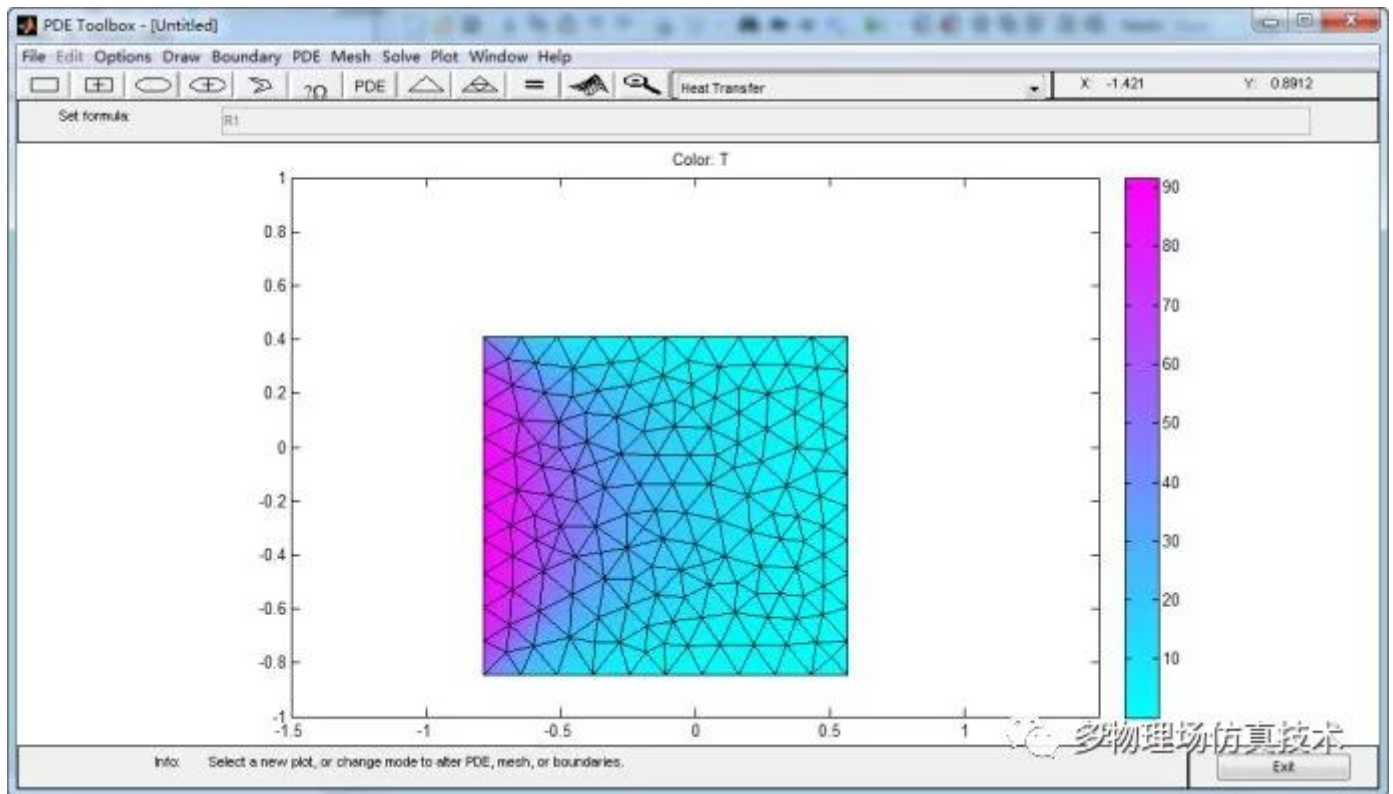 PDE Toolbox - [Untitled]
File Edit Options Draw Boundary PDE Mesh Solve Plot Window Help
PDE
Heat Transfer
X: -1.421
Y: 0.8912
Set formula:
R1
Color: T
1
0.8
0.6
0.4
0.2
0
-0.2
-0.4
-0.6
-0.8
-1
-1.5
-1
-0.5
0
0.5
1
90
80
70
60
50
40
30
20
10
多物理场仿真技术
Info: Select a new plot, or change mode to alter PDE, mesh, or boundaries.
Exit